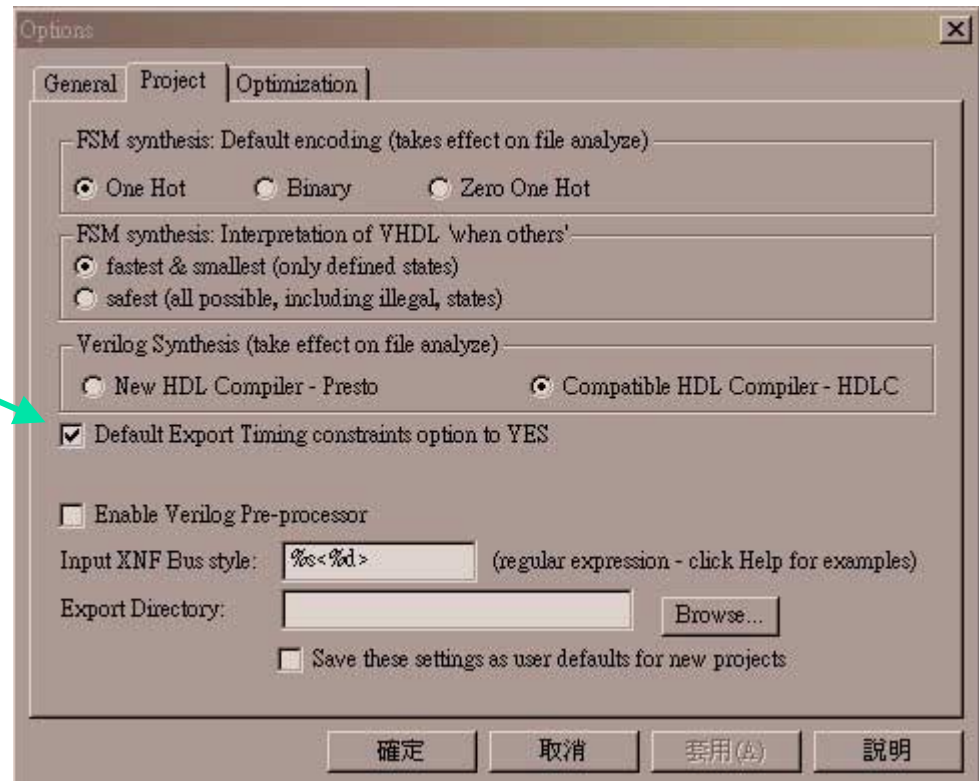 Options
General Project Optimization
FSM synthesis: Default encoding (takes effect on file analyze)
One Hot Binary Zero One Hot
FSM synthesis: Interpretation of VHDL 'when others'
fastest & smallest (only defined states)
safest (all possible, including illegal, states)
Verilog Synthesis (take effect on file analyze)
New HDL Compiler - Presto Compatible HDL Compiler - HDLC
Default Export Timing constraints option to YES
Enable Verilog Pre-processor
Input XNF Bus style: %s<%d> (regular expression - click Help for examples)
Export Directory: Browse...
Save these settings as user defaults for new projects
確定 取消 套用(A) 說明